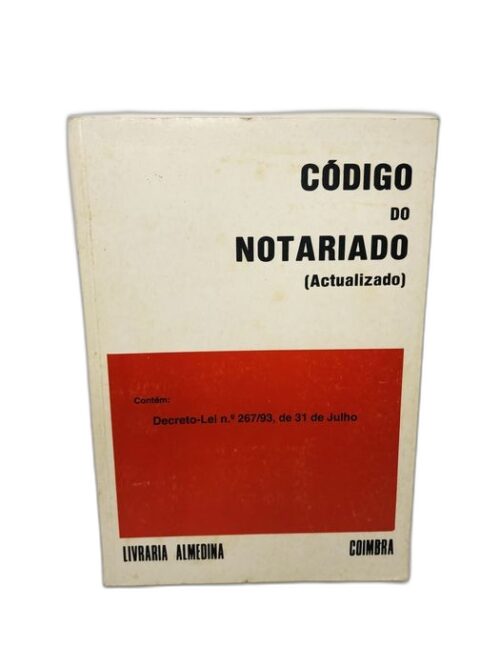 CÓDIGO
DO
NOTARIADO
(Actualizado)
Contém:
Decreto-Lei n.º 267/93, de 31 de Julho
LIVRARIA ALMEDINA COIMBRA